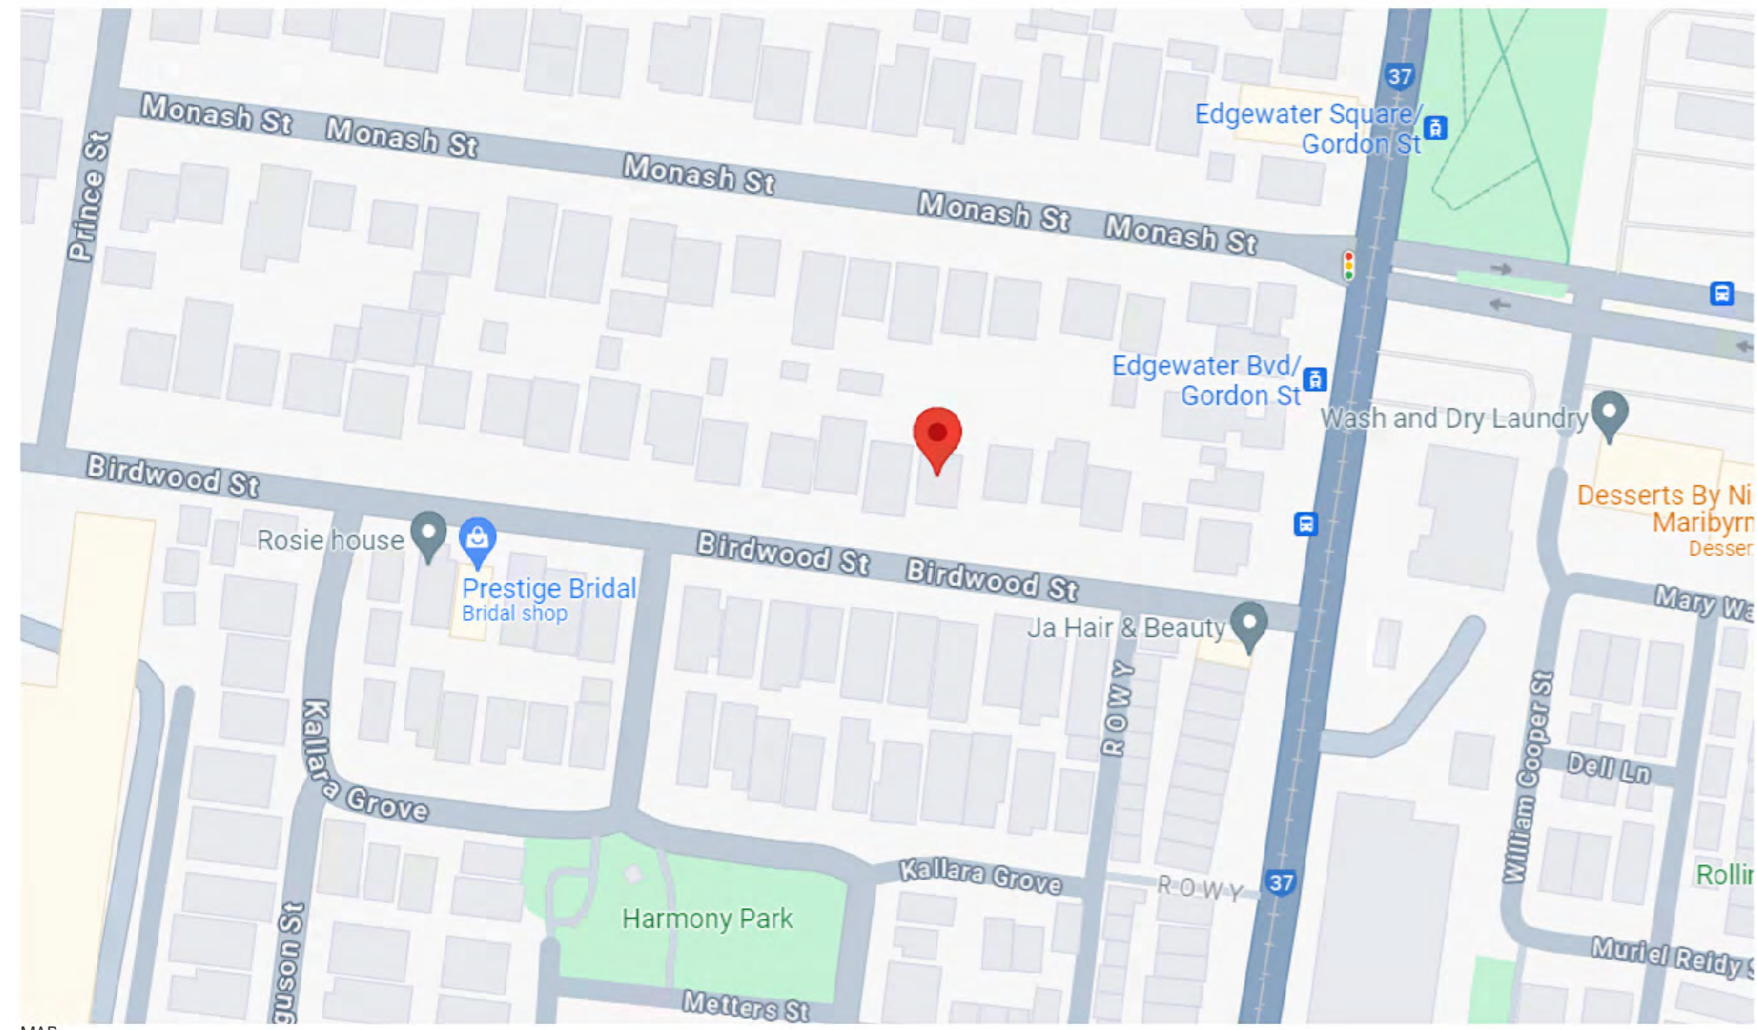 37
Edgewater Square/
Gordon St
Monash St
Monash St
Monash St
Monash St
Monash St
Prince St
Edgewater Bvd/
Gordon St
Wash and Dry Laundry
Birdwood St
Desserts By Ni
Maribyrn
Desser
Rosie house
Prestige Bridal
Bridal shop
Birdwood St
Birdwood St
Mary Wa
Ja Hair & Beauty
ROWY
Kallara Grove
William Cooper St
Dell Ln
Kallara Grove
ROWY
37
Rollin
Harmony Park
guson St
Muriel Reidy S
Metters St